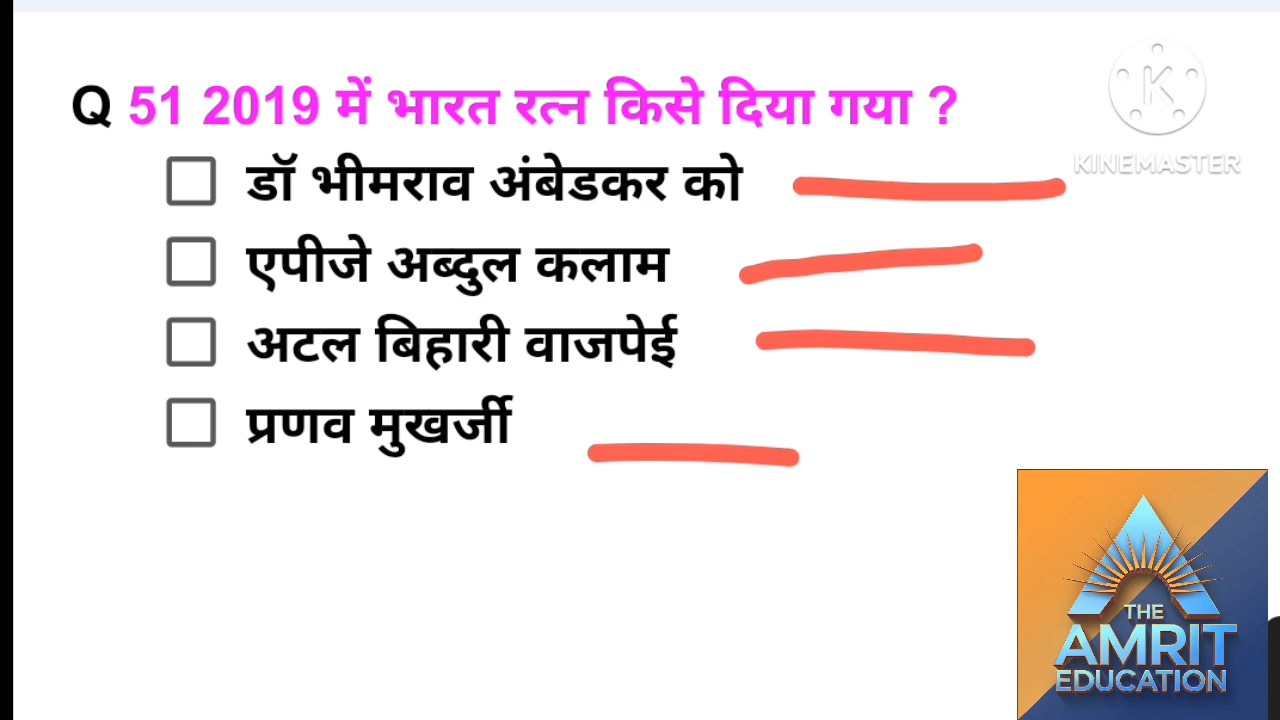 Q 51 2019 में भारत रत्न किसे दिया गया ?
डॉ भीमराव अंबेडकर को
एपीजे अब्दुल कलाम
अटल बिहारी वाजपेई
प्रणव मुखर्जी
K
KINEMASTER
THE
AMRIT
EDUCATION